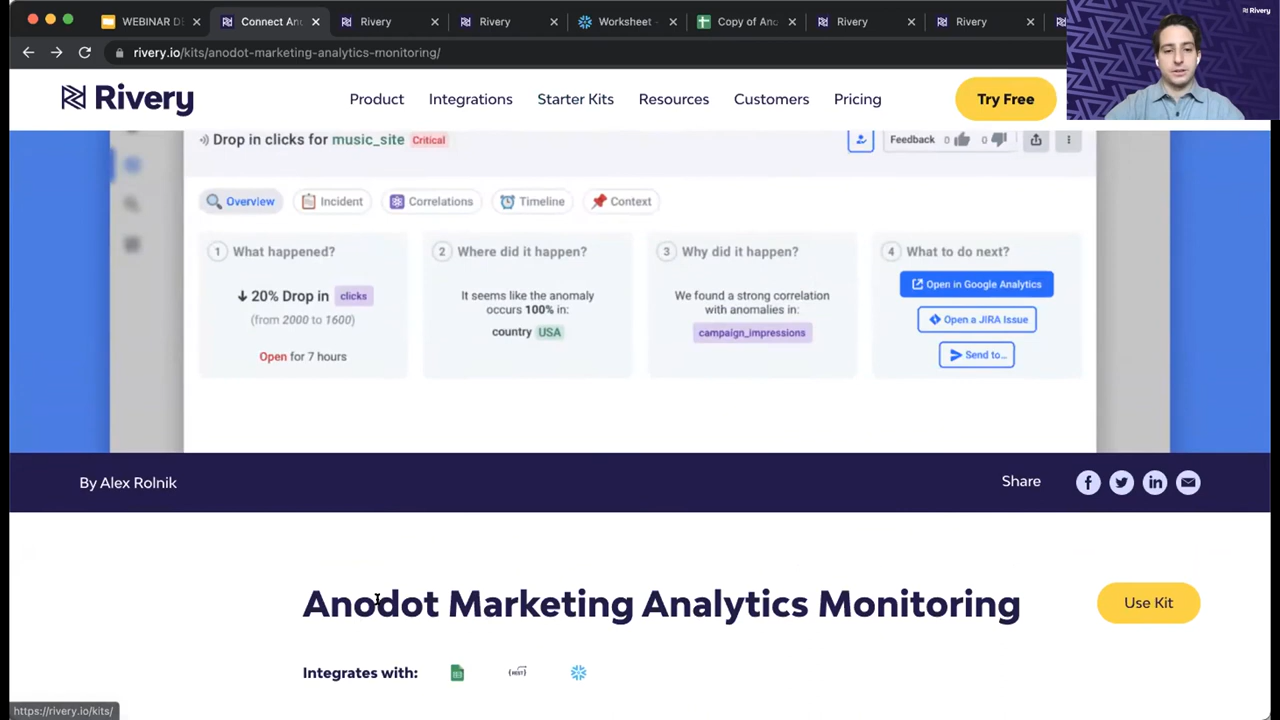 WEBINAR D
Connect Ano
Rivery
Rivery
Worksheet
Copy of Ano
Rivery
Rivery
Rivery
rivery.io/kits/anodot-marketing-analytics-monitoring/
Rivery
Product
Integrations
Starter Kits
Resources
Customers
Pricing
Try Free
Drop in clicks for music_site Critical
Feedback 0 0
Overview
Incident
Correlations
Timeline
Context
1 What happened?
20% Drop in clicks
(from 2000 to 1600)
Open for 7 hours
2 Where did it happen?
It seems like the anomaly
occurs 100% in:
country USA
3 Why did it happen?
We found a strong correlation
with anomalies in:
campaign_impressions
4 What to do next?
Open in Google Analytics
Open a JIRA Issue
Send to...
By Alex Rolnik
Share
Anodot Marketing Analytics Monitoring
Use Kit
Integrates with:
{REST}
https://rivery.io/kits/